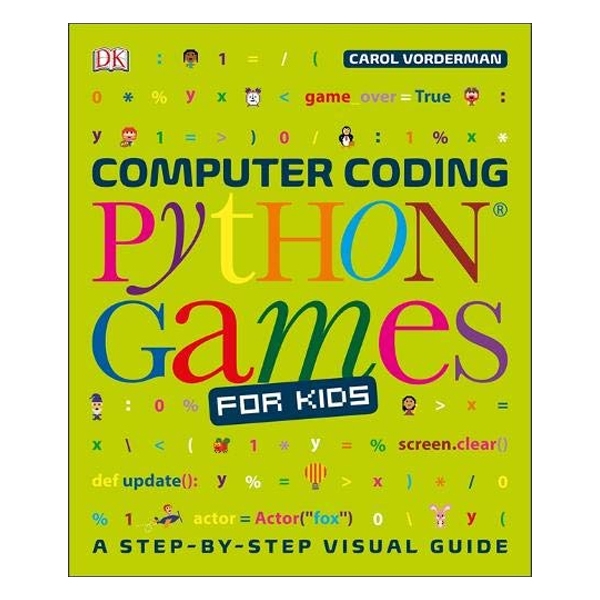 DK : 1 = / ( CAROL VORDERMAN
0 * % y x < game_over = True :
y 1 = > ) 0 / : 1 % x *
COMPUTER CODING
PYtHON®
GameS
FOR KIDS
: 0 % > x =
x \ < ( 1 * y = % screen.clear()
def update(): y % = > x ) * / 0
% 1 actor = Actor("fox") 0 \ y (
A STEP-BY-STEP VISUAL GUIDE